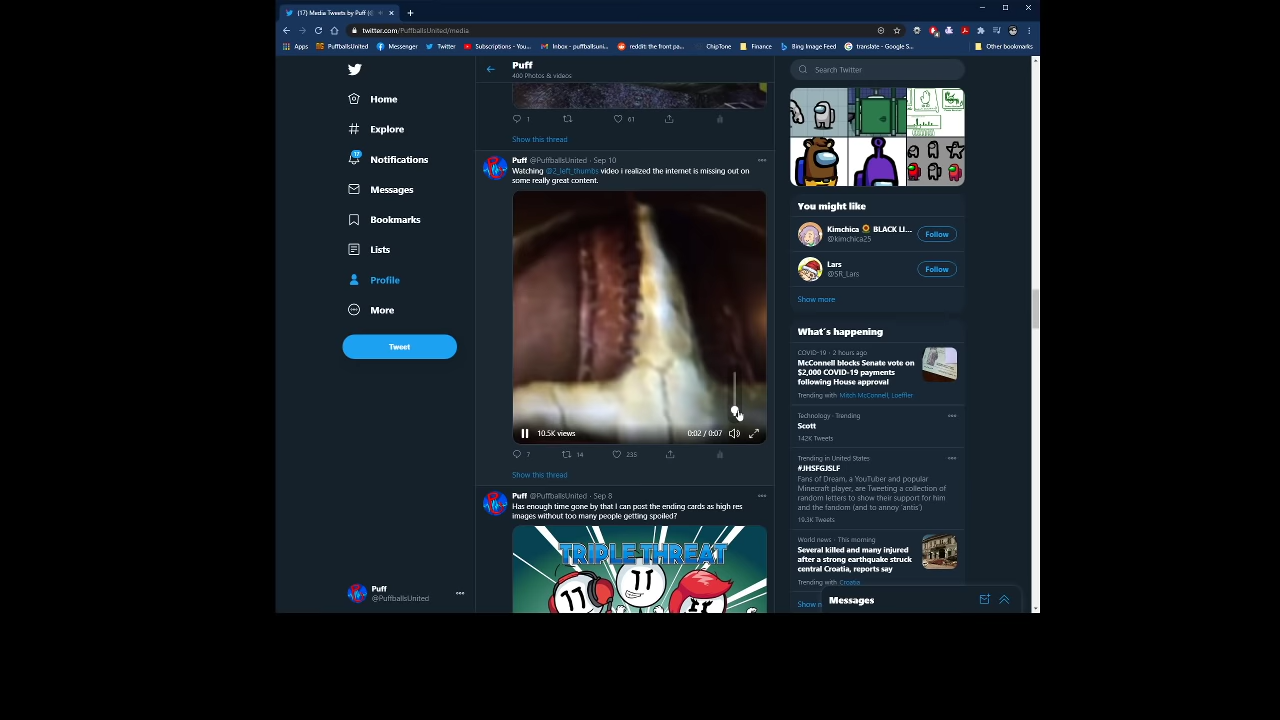 (17) Media Tweets by Puff (
twitter.com/PuffballsUnited/media
Apps PuffballsUnited Messenger Twitter Subscriptions - You... Inbox - puffballsuni... reddit: the front pa... ChipTone Finance Bing Image Feed translate - Google S... Other bookmarks
Home
Explore
17
Notifications
Messages
Bookmarks
Lists
Profile
More
Tweet
Puff
@PuffballsUnited
Puff
400 Photos & videos
1 61
Show this thread
Puff @PuffballsUnited · Sep 10
Watching @2_left_thumbs video i realized the internet is missing out on
some really great content.
10.5K views 0:02 / 0:07
7 14 235
Show this thread
Puff @PuffballsUnited · Sep 8
Has enough time gone by that I can post the ending cards as high res
images without too many people getting spoiled?
TRIPLE THREAT
Search Twitter
You might like
Kimchica BLACK LI...
@kimchica25
Follow
Lars
@SR_Lars
Follow
Show more
What's happening
COVID-19 · 2 hours ago
McConnell blocks Senate vote on
$2,000 COVID-19 payments
following House approval
Trending with Mitch McConnell, Loeffler
Technology · Trending
Scott
142K Tweets
Trending in United States
#JHSFGJSLF
Fans of Dream, a YouTuber and popular
Minecraft player, are Tweeting a collection of
random letters to show their support for him
and the fandom (and to annoy 'antis')
19.3K Tweets
World news · This morning
Several killed and many injured
after a strong earthquake struck
central Croatia, reports say
Trending with Croatia
Show
Messages